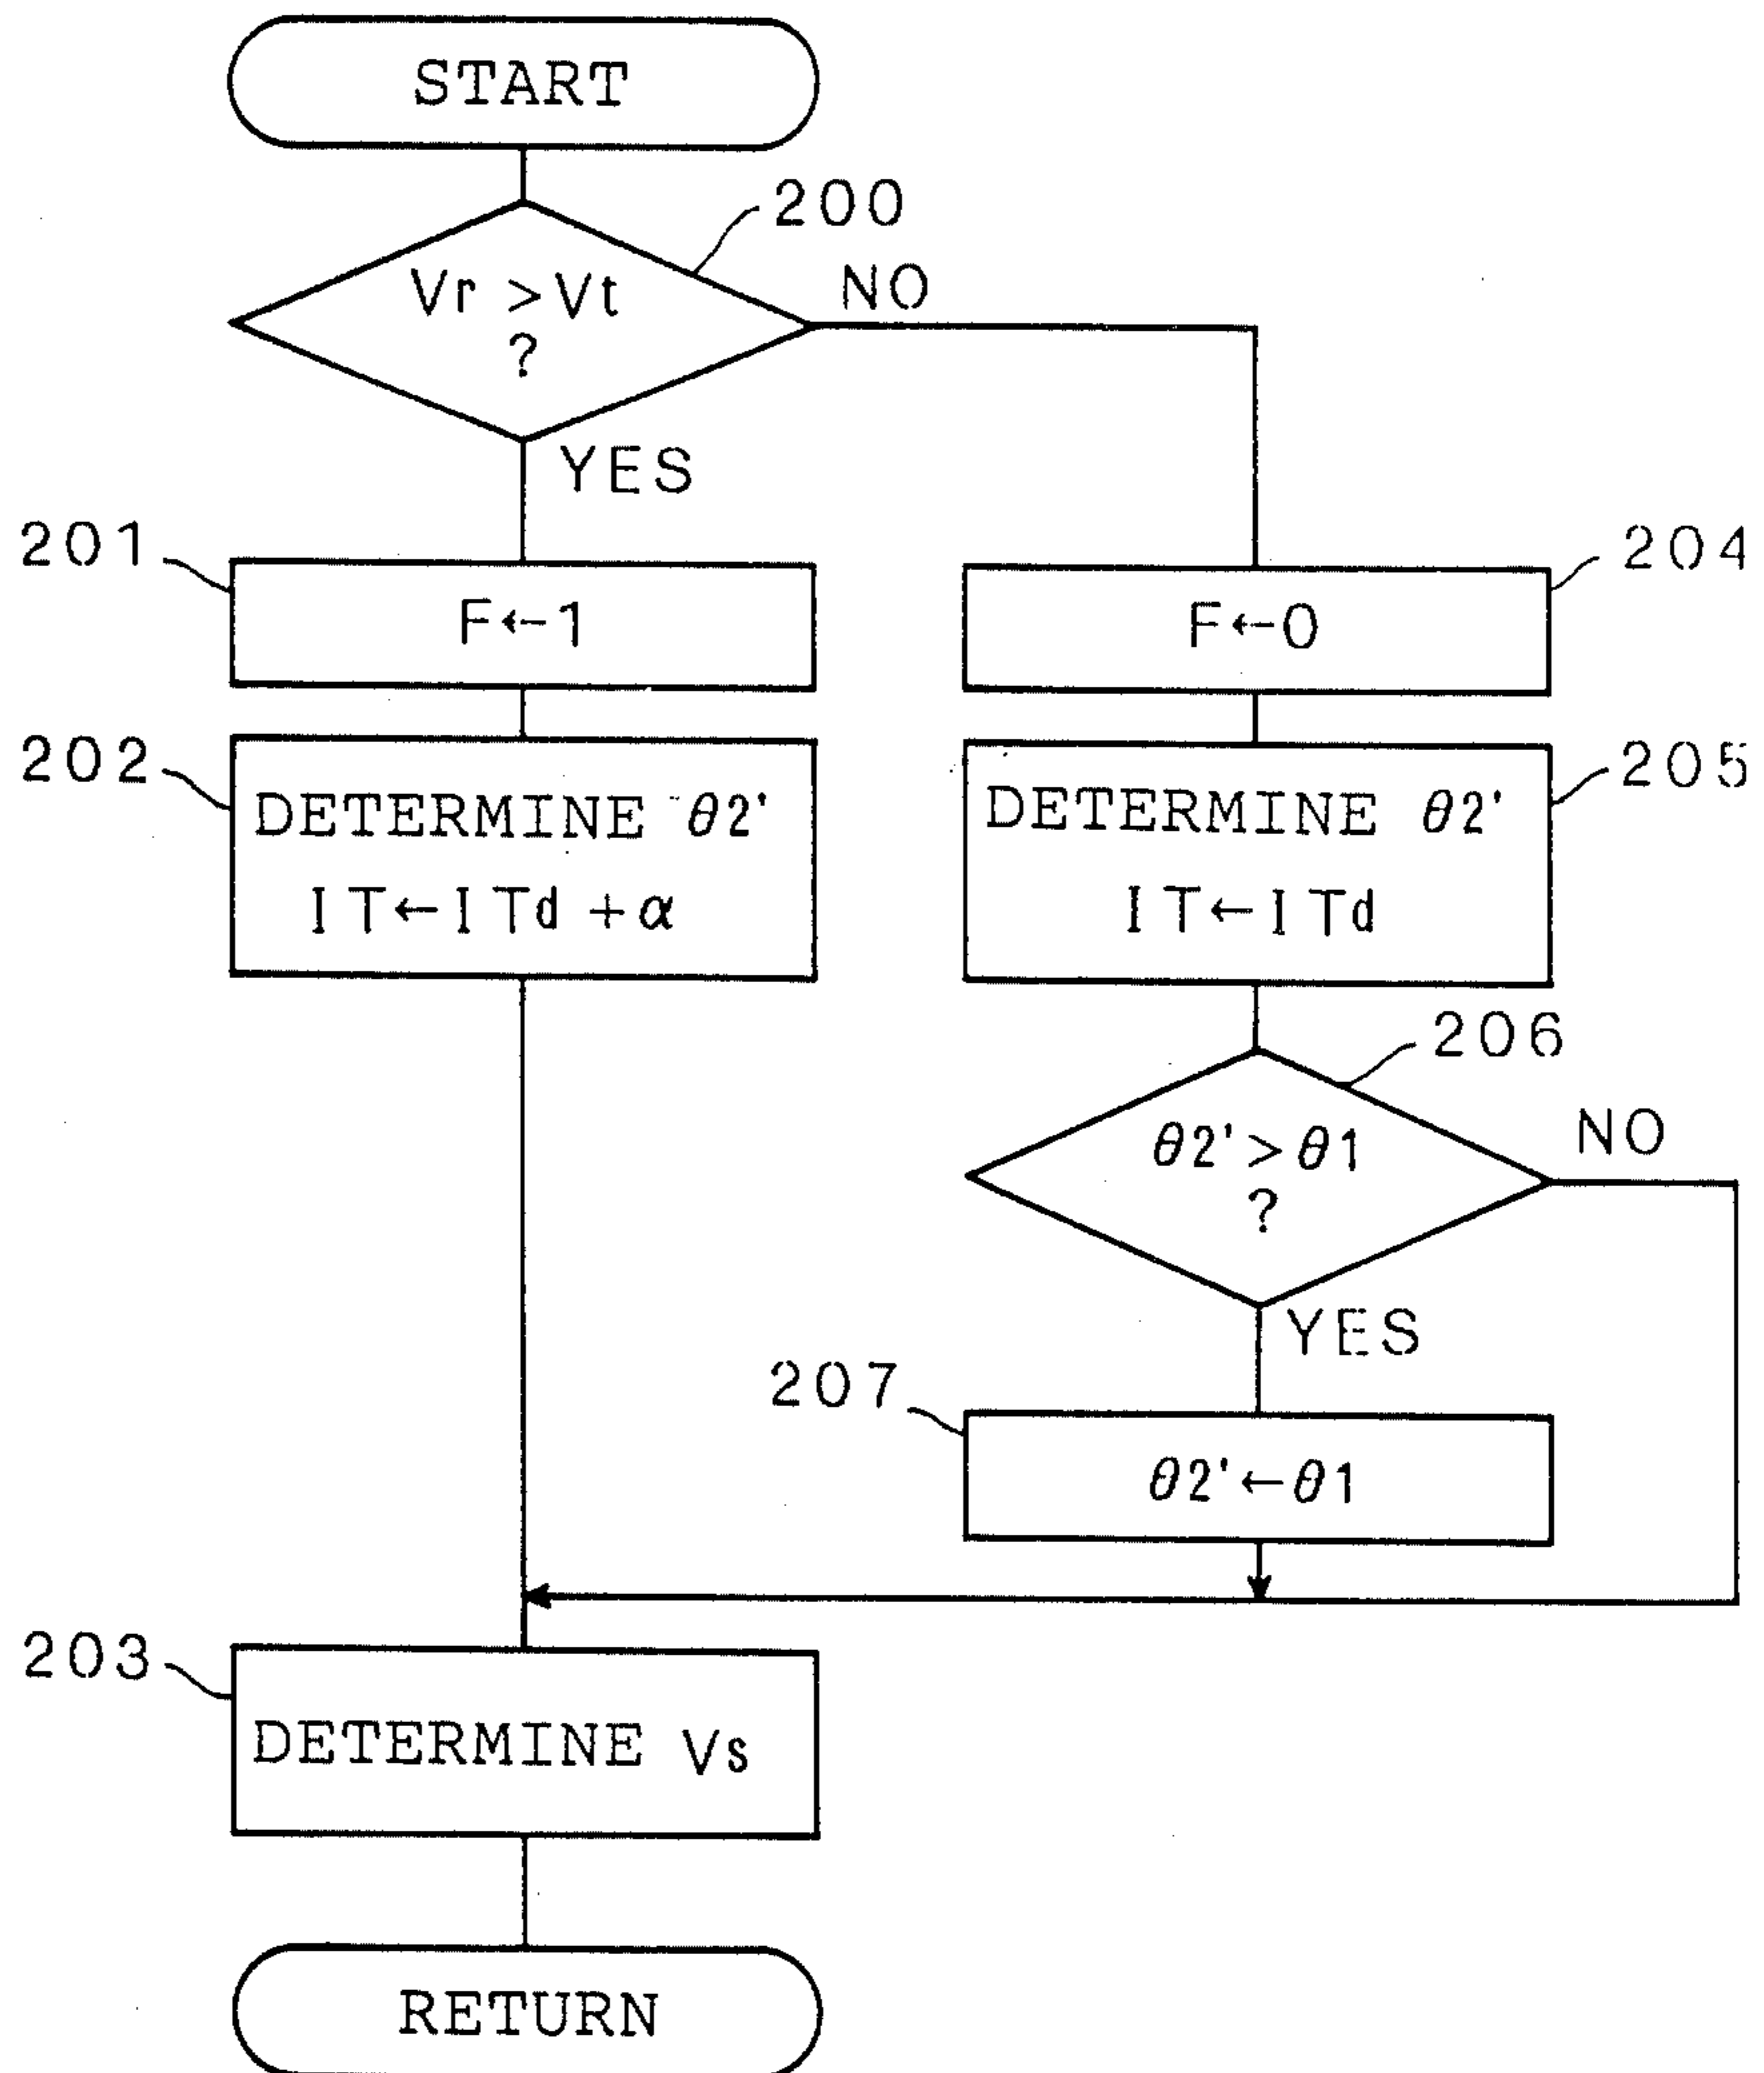 START
200
Vr > Vt
?
NO
YES
201
F←1
204
F←0
202
DETERMINE θ2'
IT←ITd +α
205
DETERMINE θ2'
IT←ITd
206
θ2'>θ1
?
NO
YES
207
θ2'←θ1
203
DETERMINE Vs
RETURN